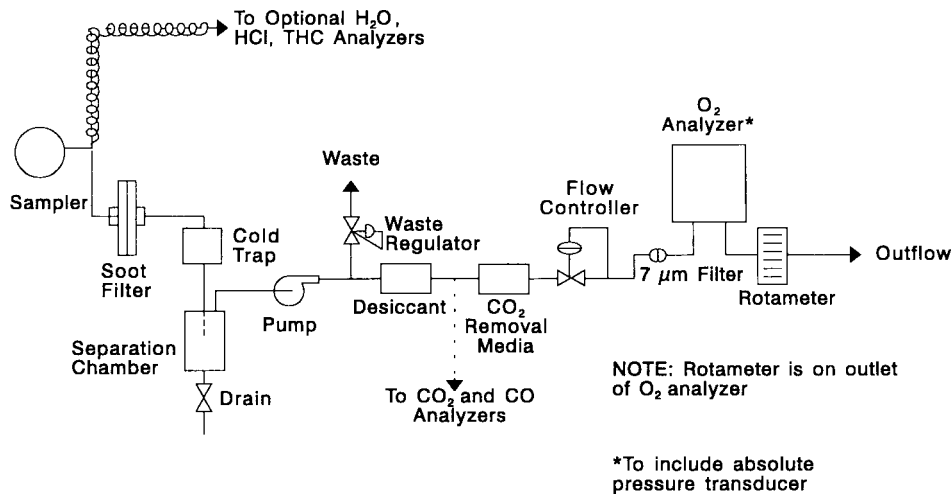 To Optional H₂O,
HCl, THC Analyzers
O₂
Analyzer*
Sampler
Waste
Flow
Controller
Waste
Regulator
Cold
Trap
Soot
Filter
Outflow
7 μm Filter
Rotameter
Pump
Desiccant
CO₂
Removal
Media
Separation
Chamber
Drain
To CO₂ and CO
Analyzers
NOTE: Rotameter is on outlet
of O₂ analyzer
*To include absolute
pressure transducer